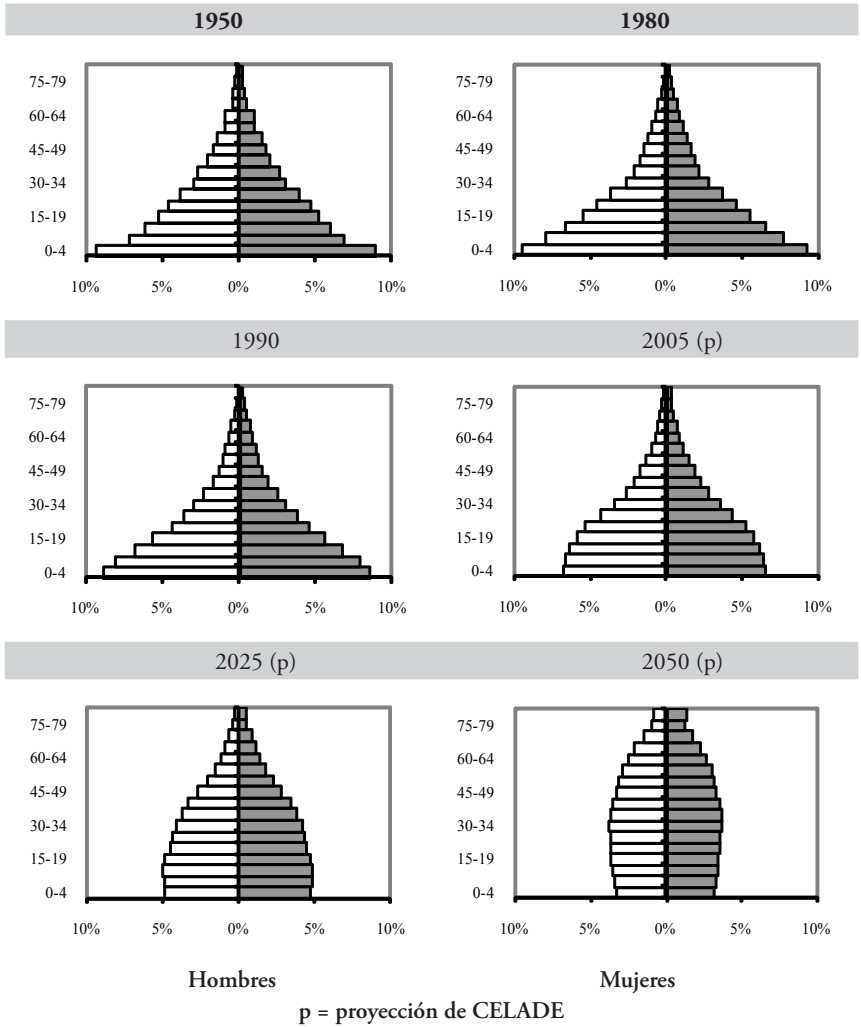 1950 1980
75-79 75-79
60-64 60-64
45-49 45-49
30-34 30-34
15-19 15-19
0-4 0-4
10% 5% 0% 5% 10% 10% 5% 0% 5% 10%
1990 2005 (p)
75-79 75-79
60-64 60-64
45-49 45-49
30-34 30-34
15-19 15-19
0-4 0-4
10% 5% 0% 5% 10% 10% 5% 0% 5% 10%
2025 (p) 2050 (p)
75-79 75-79
60-64 60-64
45-49 45-49
30-34 30-34
15-19 15-19
0-4 0-4
10% 5% 0% 5% 10% 10% 5% 0% 5% 10%
Hombres Mujeres
p = proyección de CELADE